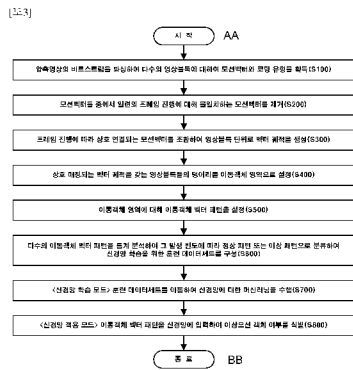 [도3]
시 작
AA
압축영상의 비트스트림을 파싱하여 다수의 영상블록에 대하여 모션벡터와 코딩 유형을 획득(S100)
모션벡터들 중에서 일련의 프레임 진행에 대해 불일치하는 모션벡터를 제거(S200)
프레임 진행에 따라 상호 연결되는 모션벡터를 조합하여 영상블록 단위로 벡터 궤적을 생성(S300)
상호 매칭되는 벡터 궤적을 갖는 영상블록들의 덩어리를 이동객체 영역으로 설정(S400)
이동객체 영역에 대해 이동객체 벡터 패턴을 설정(S500)
다수의 이동객체 벡터 패턴을 통계 분석하여 그 발생 빈도에 따라 정상 패턴 또는 이상 패턴으로 분류하여
신경망 학습을 위한 훈련 데이터세트를 구성(S600)
<신경망 학습 모드> 훈련 데이터세트를 이용하여 신경망에 대한 머신러닝을 수행(S700)
<신경망 적용 모드> 이동객체 벡터 패턴을 신경망에 입력하여 이상모션 객체 여부를 식별(S800)
종 료
BB